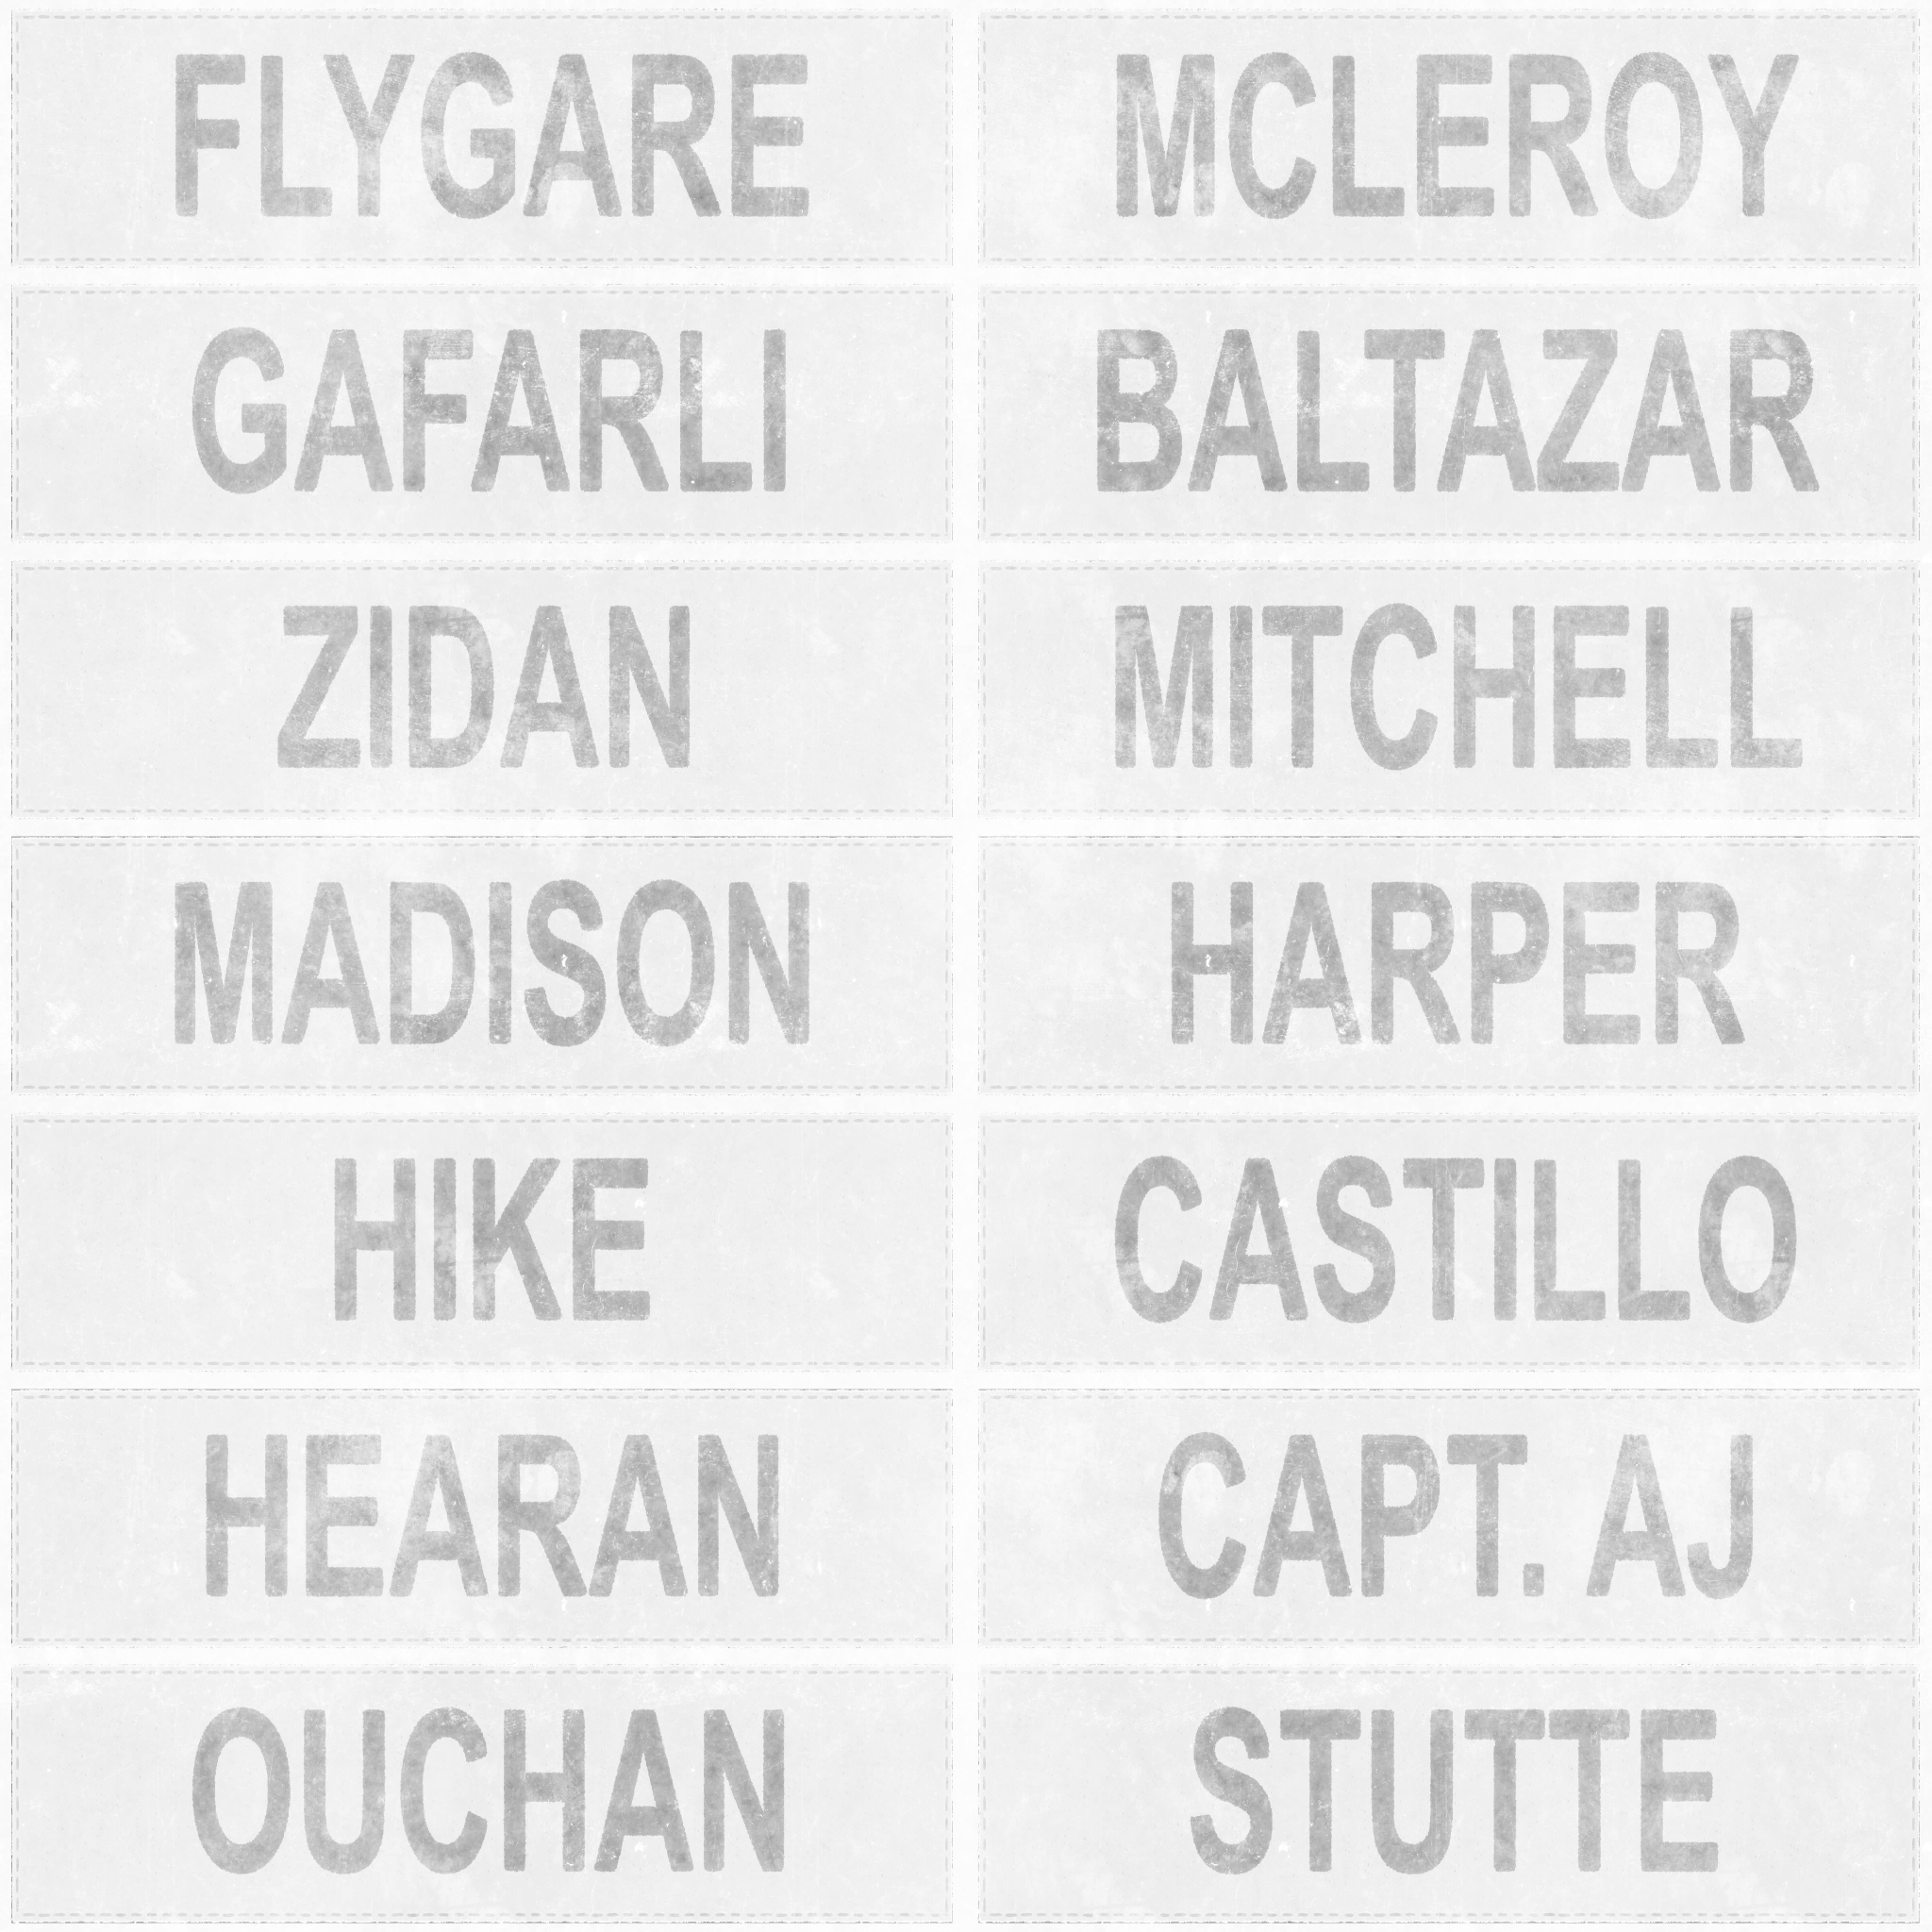 FLYGARE
MCLEROY
GAFARLI
BALTAZAR
ZIDAN
MITCHELL
MADISON
HARPER
HIKE
CASTILLO
HEARAN
CAPT. AJ
OUCHAN
STUTTE